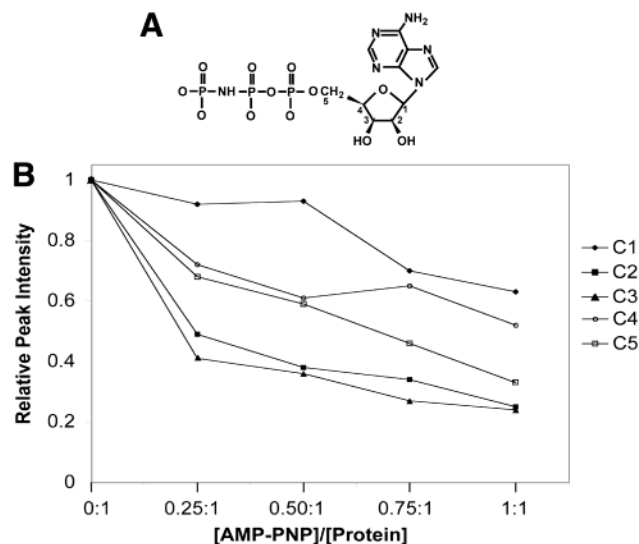 A
NH₂
N
N
N
N
O O O
O-P-NH-P-O-P-OCH₂
O O O
O
5
4
1
3
2
HO OH
B
1
0.8
0.6
0.4
0.2
0
Relative Peak Intensity
0:1
0.25:1
0.50:1
0.75:1
1:1
[AMP-PNP]/[Protein]
C1
C2
C3
C4
C5